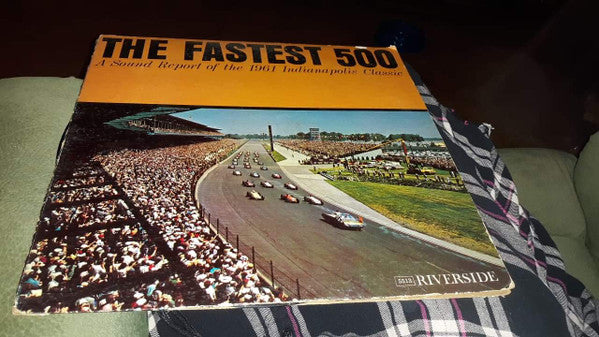 THE FASTEST 500
A Sound Report of the 1961 Indianapolis Classic
RIVERSIDE